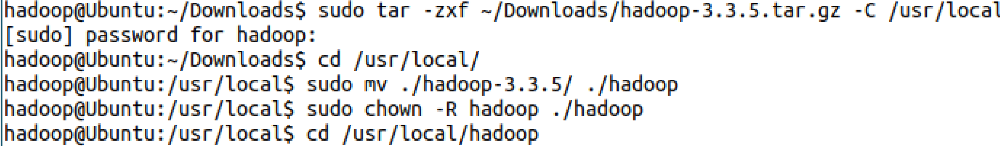 hadoop@Ubuntu:~/Downloads$ sudo tar -zxf ~/Downloads/hadoop-3.3.5.tar.gz -C /usr/local
[sudo] password for hadoop:
hadoop@Ubuntu:~/Downloads$ cd /usr/local/
hadoop@Ubuntu:/usr/local$ sudo mv ./hadoop-3.3.5/ ./hadoop
hadoop@Ubuntu:/usr/local$ sudo chown -R hadoop ./hadoop
hadoop@Ubuntu:/usr/local$ cd /usr/local/hadoop